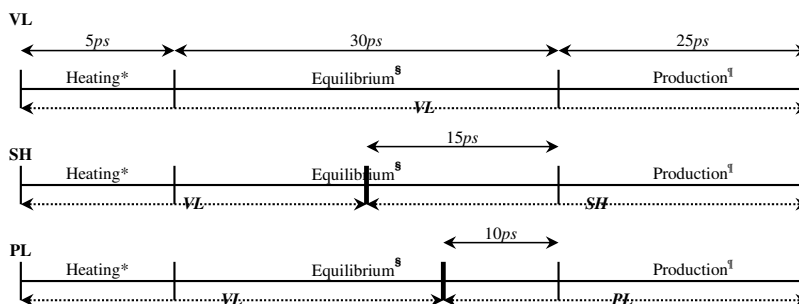 VL
5ps 30ps 25ps
Heating* Equilibrium§ Production¶
VL
SH
15ps
Heating* Equilibrium§ Production¶
VL SH
PL
10ps
Heating* Equilibrium§ Production¶
VL PL